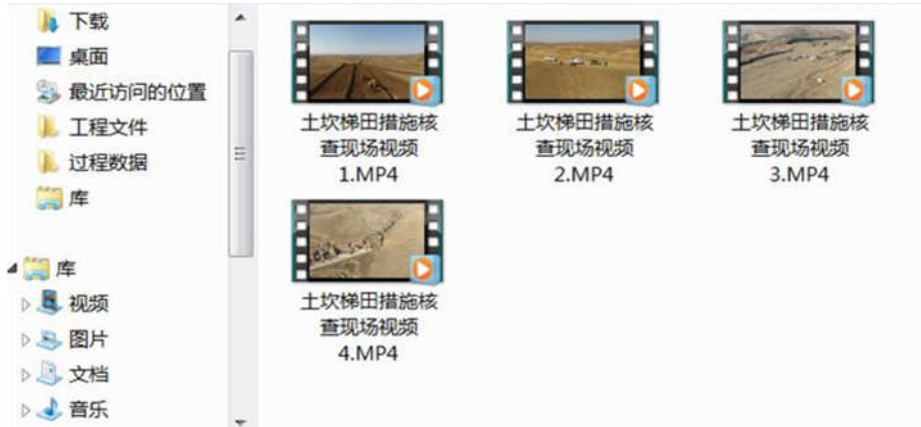 下载
桌面
最近访问的位置
工程文件
过程数据
库
库
视频
图片
文档
音乐
土坎梯田措施核
查现场视频
1.MP4
土坎梯田措施核
查现场视频
2.MP4
土坎梯田措施核
查现场视频
3.MP4
土坎梯田措施核
查现场视频
4.MP4